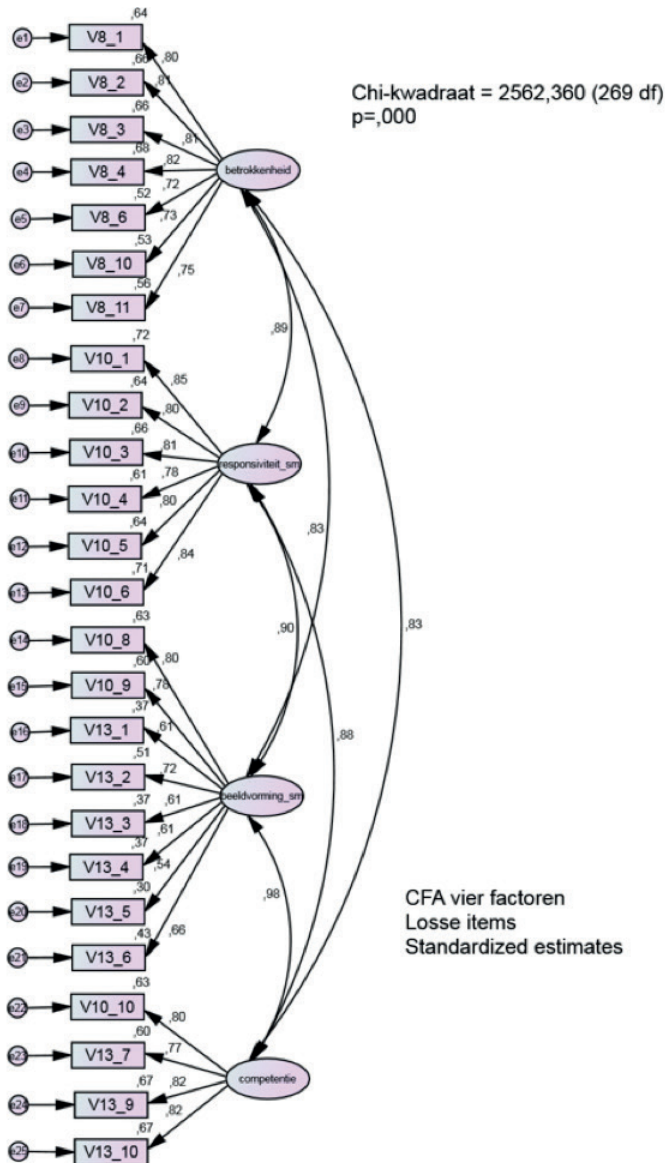 ,64
e1 V8_1
,80
,66
e2 V8_2
,81
,66
e3 V8_3
,81
,68
e4 V8_4
,82
,52
e5 V8_6
,72
,53
e6 V8_10
,73
,56
e7 V8_11
,75
betrokkenheid
Chi-kwadraat = 2562,360 (269 df)
p=,000
,89
,72
e8 V10_1
,85
,64
e9 V10_2
,80
,66
e10 V10_3
,81
,61
e11 V10_4
,78
,64
e12 V10_5
,80
,71
e13 V10_6
,84
responsiviteit_sm
,83
,90
,83
,88
,63
e14 V10_8
,80
,60
e15 V10_9
,78
,37
e16 V13_1
,61
,51
e17 V13_2
,72
,37
e18 V13_3
,61
,37
e19 V13_4
,61
,30
e20 V13_5
,54
,43
e21 V13_6
,66
beeldvorming_sm
,98
CFA vier factoren
Losse items
Standardized estimates
,63
e22 V10_10
,80
,60
e23 V13_7
,77
,67
e24 V13_9
,82
,67
e25 V13_10
,82
competentie